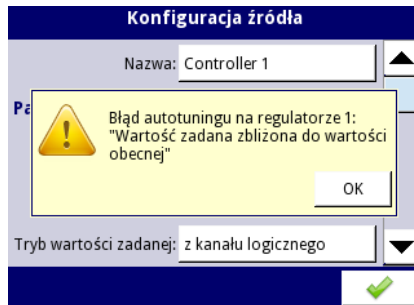 Konfiguracja źródła
Nazwa: Controller 1
Pa
Błąd autotuningu na regulatorze 1:
"Wartość zadana zbliżona do wartości
obecnej"
OK
Tryb wartości zadanej: z kanału logicznego